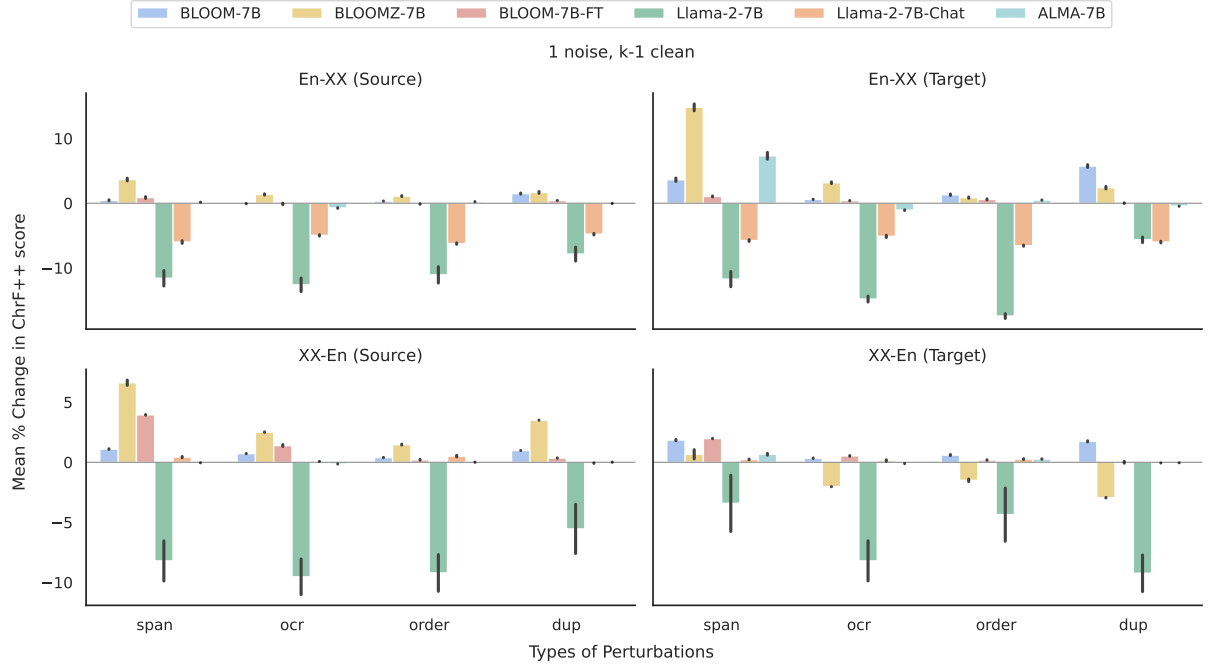 BLOOM-7B BLOOMZ-7B BLOOM-7B-FT Llama-2-7B Llama-2-7B-Chat ALMA-7B
1 noise, k-1 clean
En-XX (Source) En-XX (Target)
10
0
−10
XX-En (Source) XX-En (Target)
5
0
−5
−10
span ocr order dup span ocr order dup
Mean % Change in ChrF++ score
Types of Perturbations